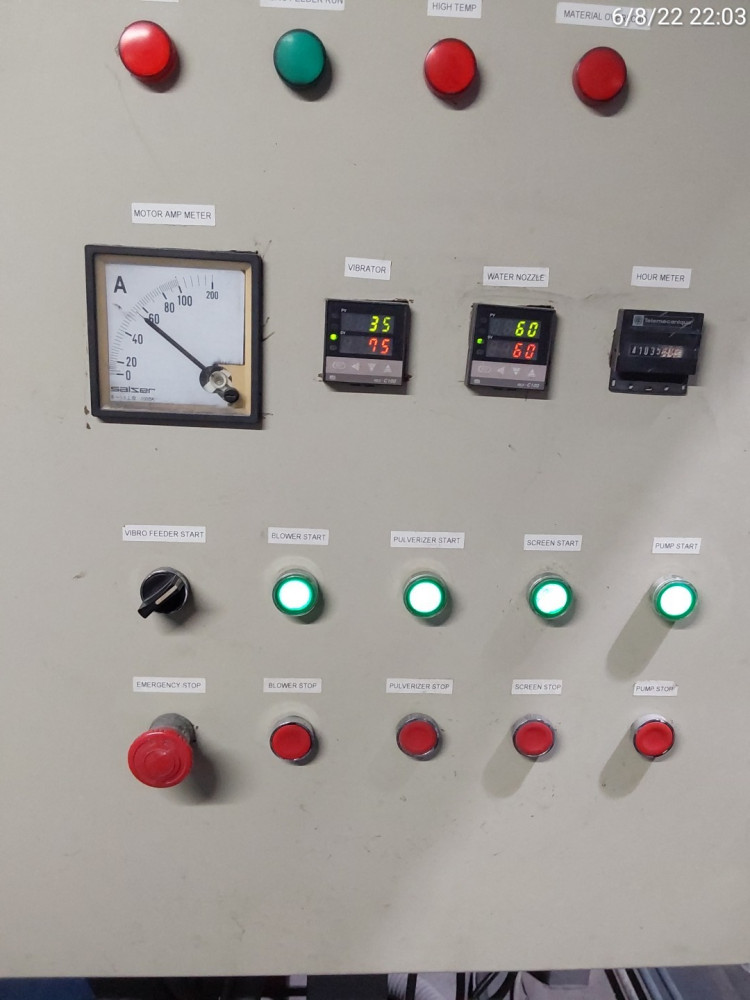 6/8/22 22:03
HIGH TEMP
MOTOR AMP METER
VIBRATOR
WATER NOZZLE
HOUR METER
A
200
100
80
60
40
20
0
salzer
35
75
60
60
Telemecanique
VIBRO FEEDER START
BLOWER START
PULVERIZER START
SCREEN START
PUMP START
EMERGENCY STOP
BLOWER STOP
PULVERIZER STOP
SCREEN STOP
PUMP STOP